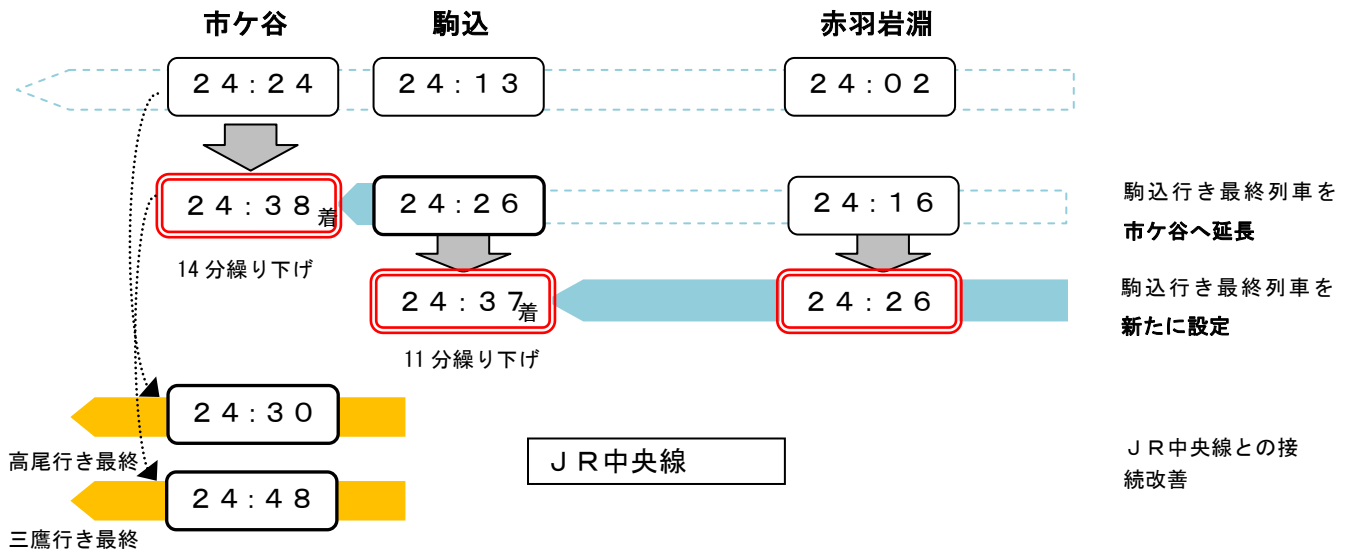 市ケ谷 駒込 赤羽岩淵
２４:２４ ２４:１３ ２４:０２
２４:３８着 ２４:２６ ２４:１６
駒込行き最終列車を
市ケ谷へ延長
14 分繰り下げ
２４:３７着 ２４:２６
駒込行き最終列車を
新たに設定
11 分繰り下げ
２４:３０
高尾行き最終
ＪＲ中央線
ＪＲ中央線との接
続改善
２４:４８
三鷹行き最終